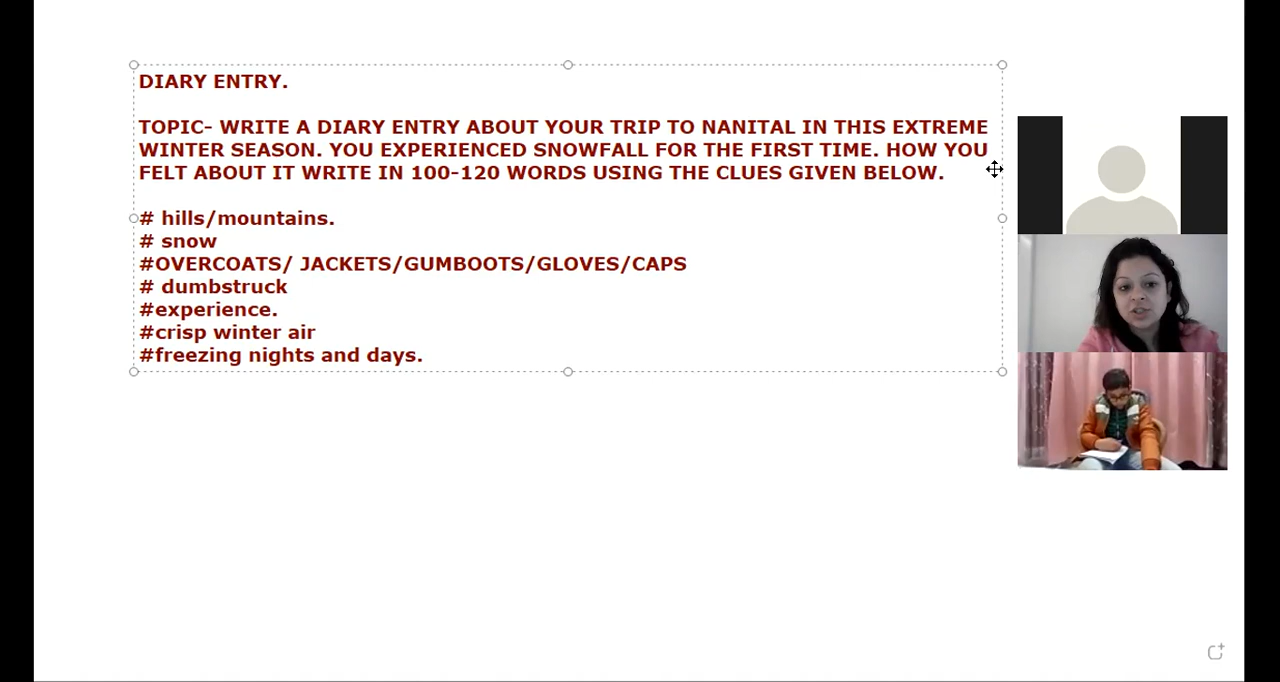 DIARY ENTRY.
TOPIC- WRITE A DIARY ENTRY ABOUT YOUR TRIP TO NANITAL IN THIS EXTREME
WINTER SEASON. YOU EXPERIENCED SNOWFALL FOR THE FIRST TIME. HOW YOU
FELT ABOUT IT WRITE IN 100-120 WORDS USING THE CLUES GIVEN BELOW.
# hills/mountains.
# snow
#OVERCOATS/ JACKETS/GUMBOOTS/GLOVES/CAPS
# dumbstruck
#experience.
#crisp winter air
#freezing nights and days.